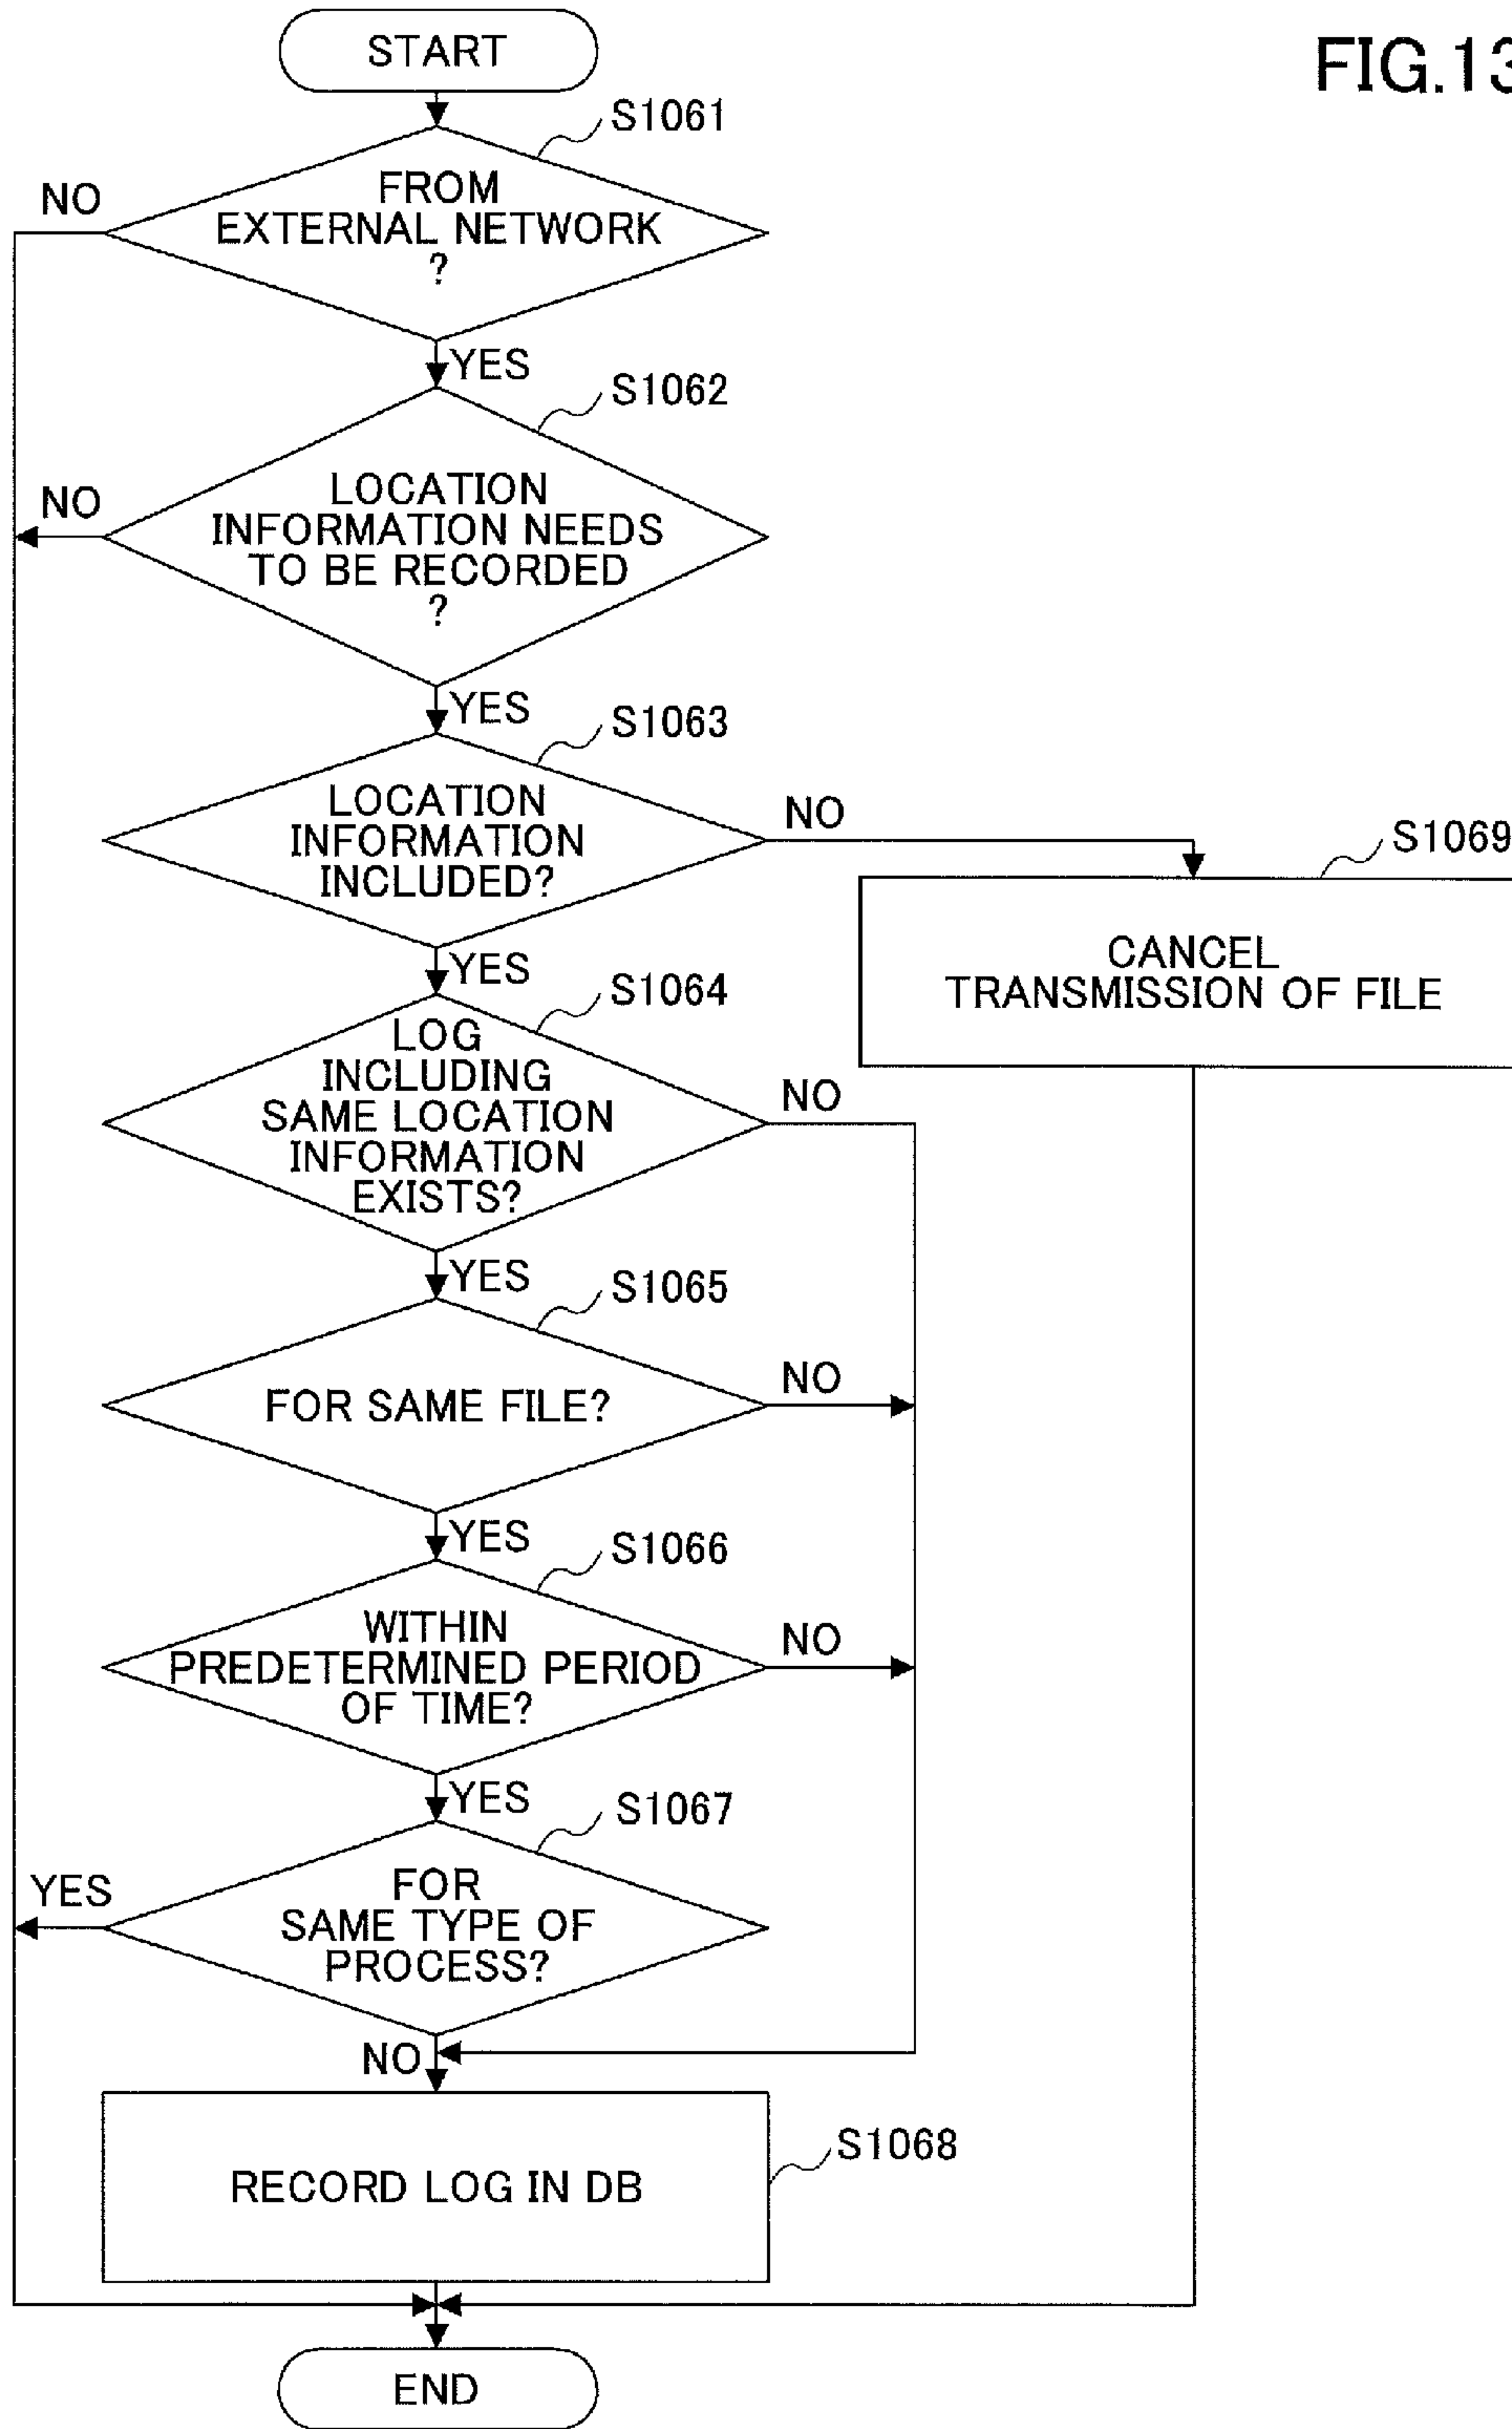 FIG.13
START
S1061
NO
FROM
EXTERNAL NETWORK
?
YES
S1062
NO
LOCATION
INFORMATION NEEDS
TO BE RECORDED
?
YES
S1063
LOCATION
INFORMATION
INCLUDED?
NO
S1069
CANCEL
TRANSMISSION OF FILE
YES
S1064
LOG
INCLUDING
SAME LOCATION
INFORMATION
EXISTS?
NO
YES
S1065
FOR SAME FILE?
NO
YES
S1066
WITHIN
PREDETERMINED PERIOD
OF TIME?
NO
YES
S1067
YES
FOR
SAME TYPE OF
PROCESS?
NO
S1068
RECORD LOG IN DB
END